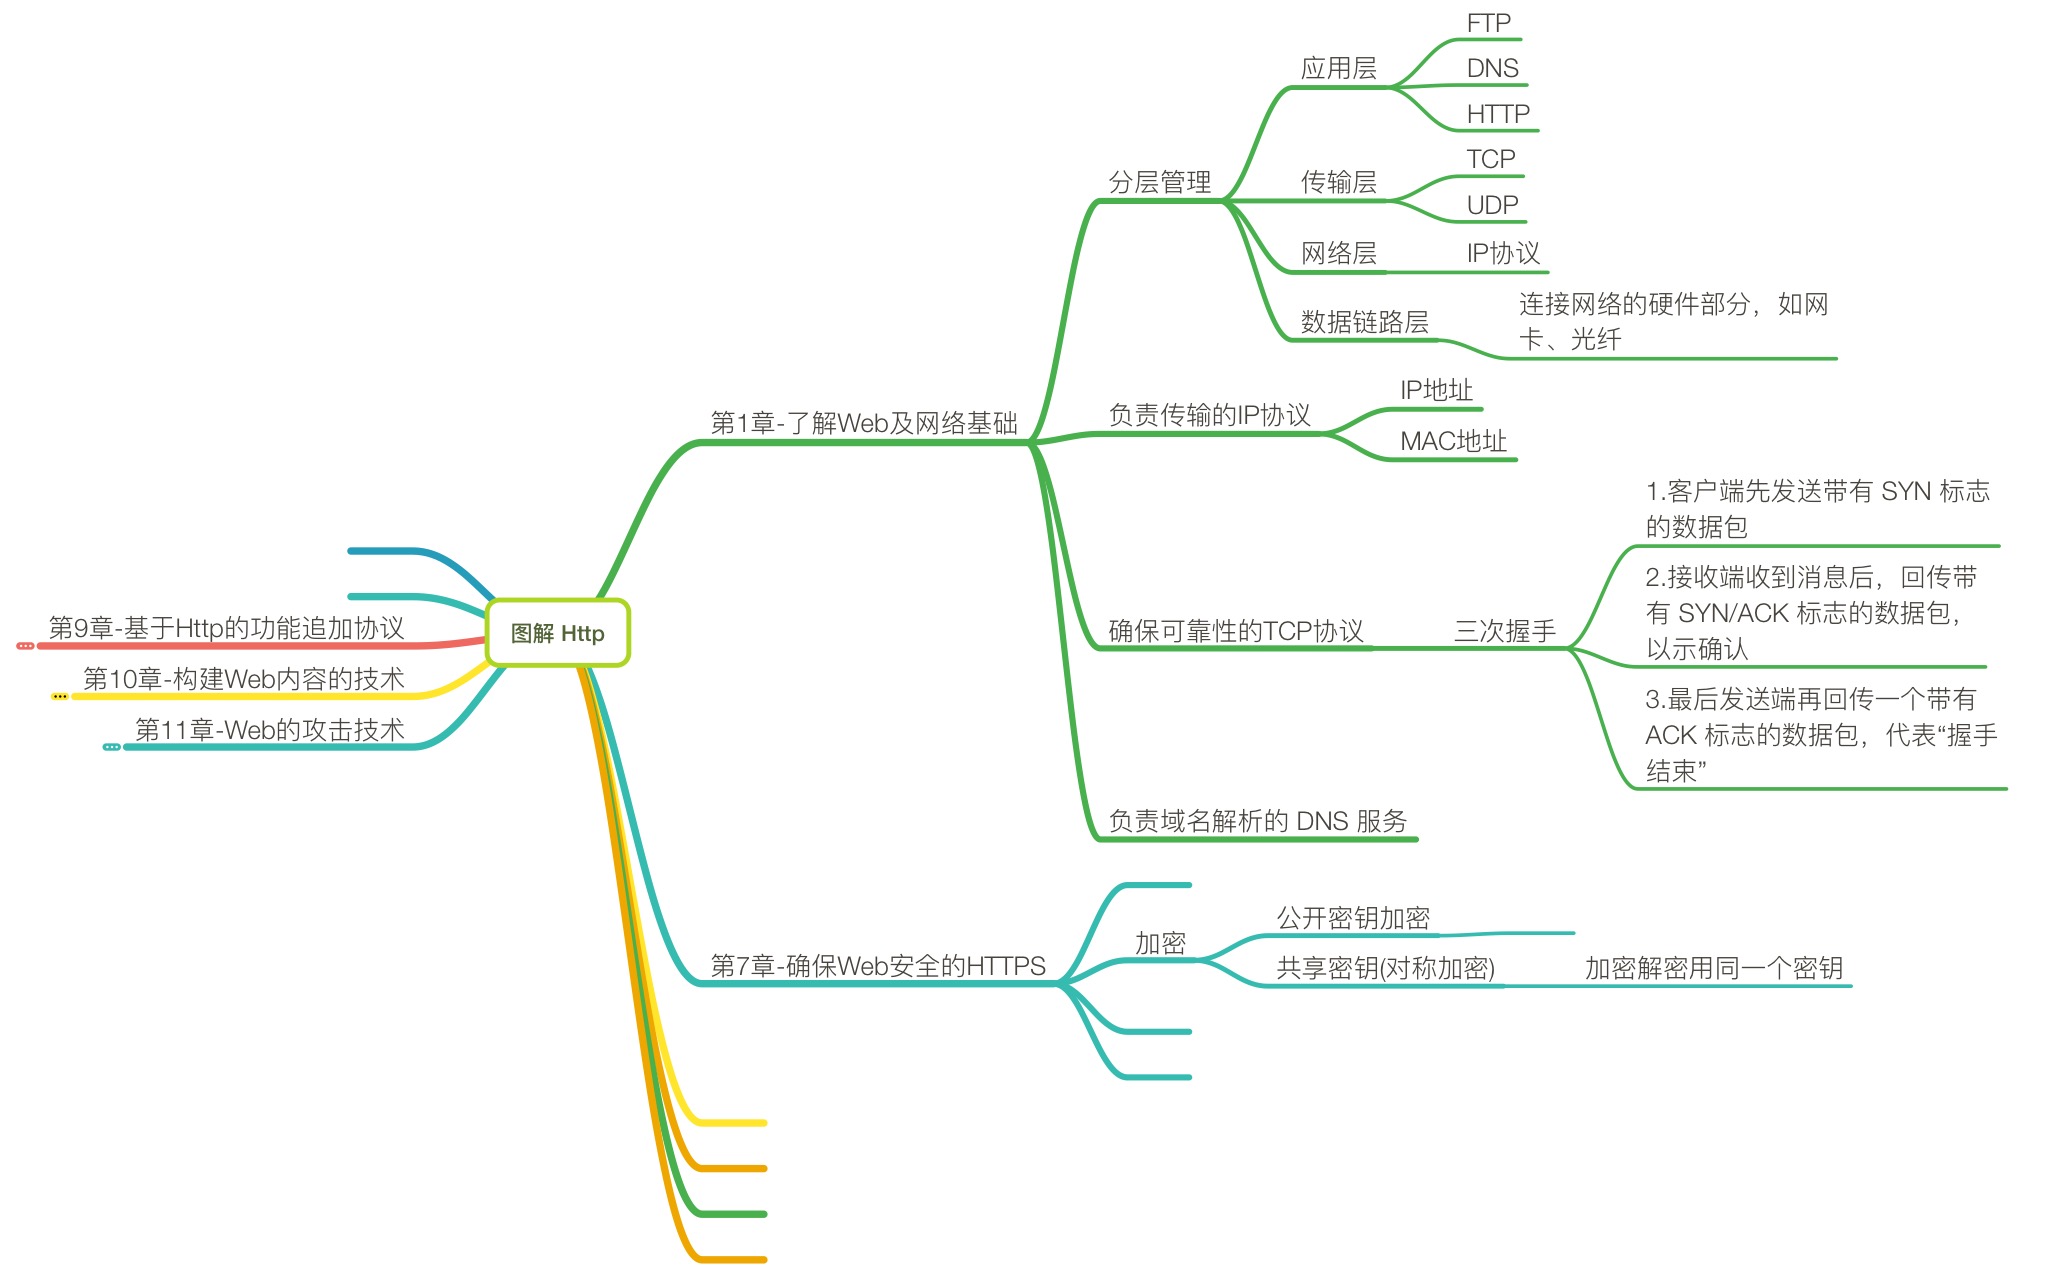 图解 Http
第1章-了解Web及网络基础
分层管理
应用层
FTP
DNS
HTTP
传输层
TCP
UDP
网络层
IP协议
数据链路层
连接网络的硬件部分，如网
卡、光纤
负责传输的IP协议
IP地址
MAC地址
确保可靠性的TCP协议
三次握手
1.客户端先发送带有 SYN 标志
的数据包
2.接收端收到消息后，回传带
有 SYN/ACK 标志的数据包，
以示确认
3.最后发送端再回传一个带有
ACK 标志的数据包，代表“握手
结束”
负责域名解析的 DNS 服务
第7章-确保Web安全的HTTPS
加密
公开密钥加密
共享密钥(对称加密)
加密解密用同一个密钥
第9章-基于Http的功能追加协议
第10章-构建Web内容的技术
第11章-Web的攻击技术